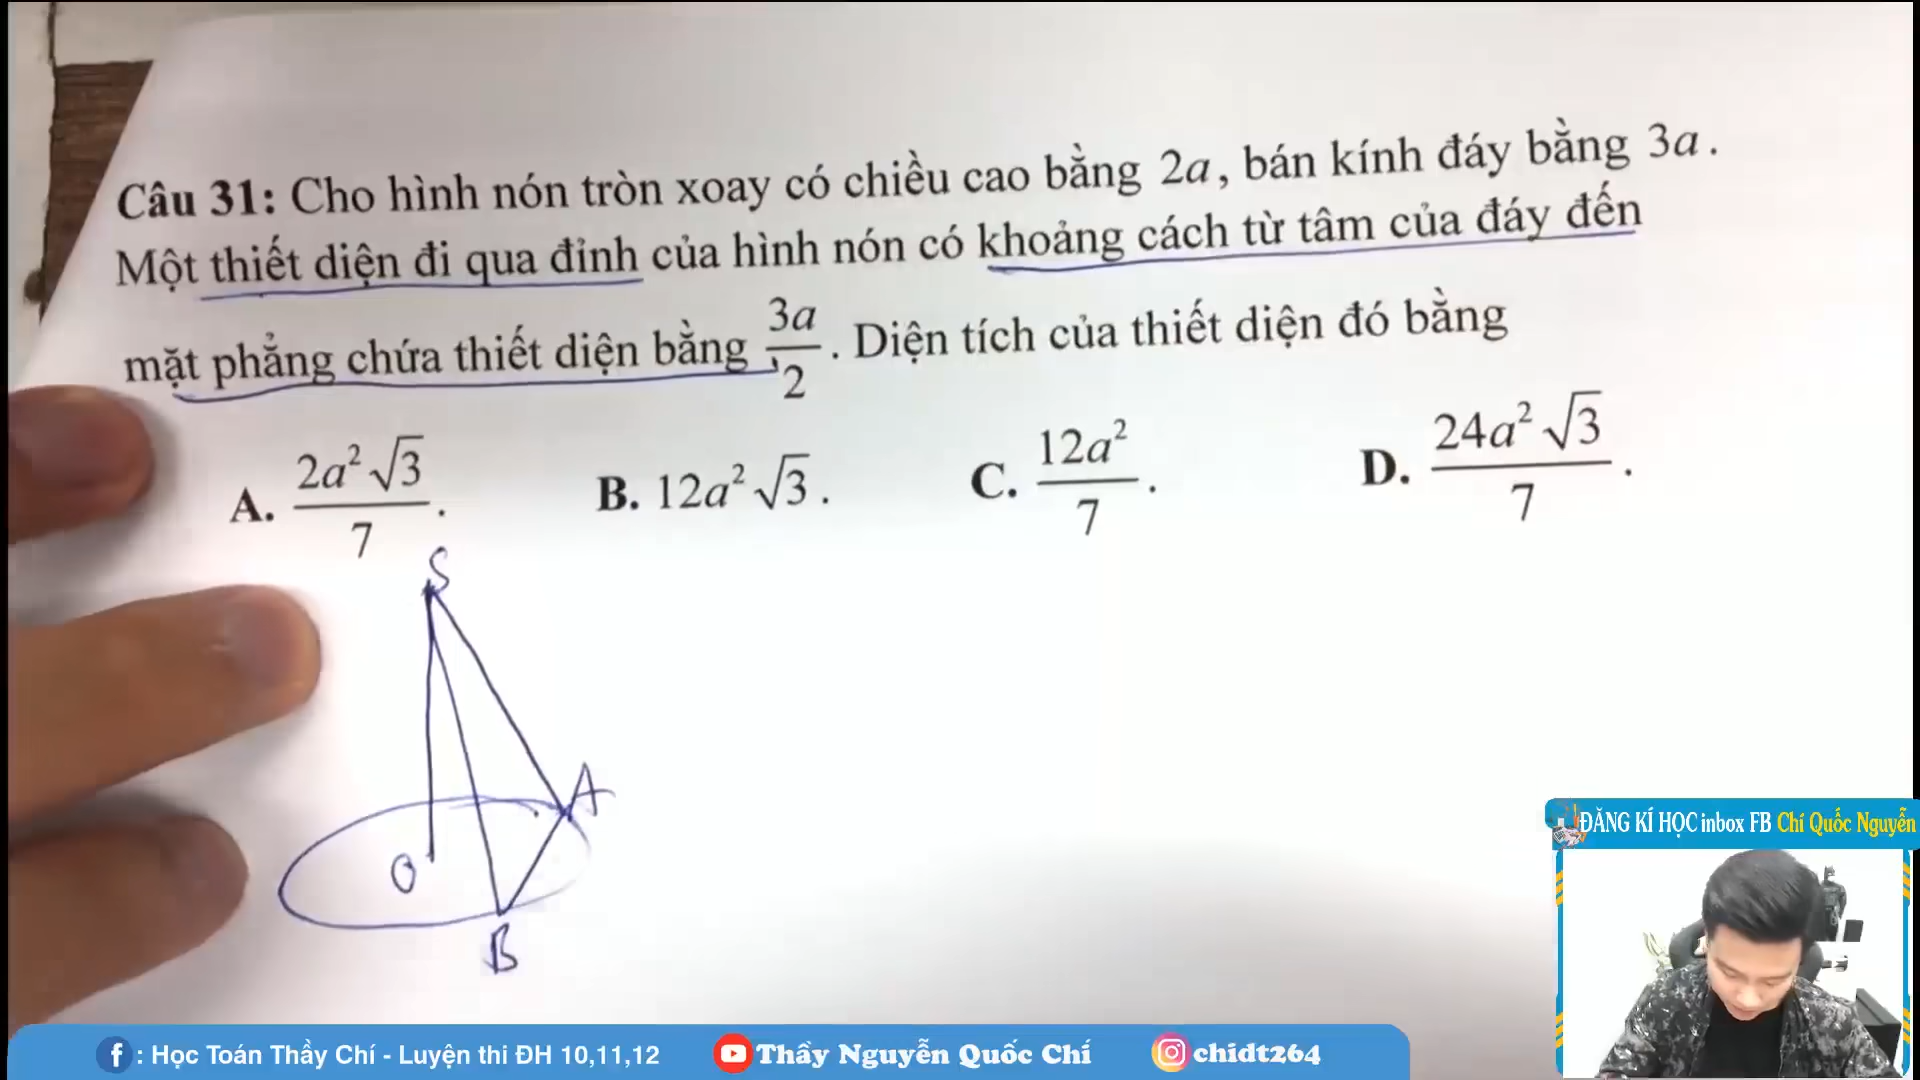 Câu 31: Cho hình nón tròn xoay có chiều cao bằng 2a, bán kính đáy bằng 3a.
Một thiết diện đi qua đỉnh của hình nón có khoảng cách từ tâm của đáy đến
mặt phẳng chứa thiết diện bằng 3a/2. Diện tích của thiết diện đó bằng
A. 2a²√3/7. B. 12a²√3. C. 12a²/7. D. 24a²√3/7.
S
A
O
B
ĐĂNG KÍ HỌC inbox FB Chí Quốc Nguyễn
f : Học Toán Thầy Chí - Luyện thi ĐH 10,11,12 Thầy Nguyễn Quốc Chí chidt264